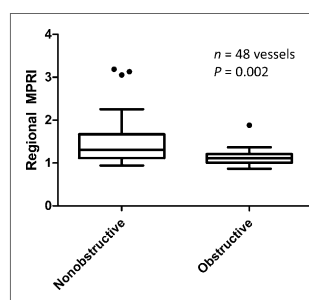 n = 48 vessels
P = 0.002
4
3
2
1
0
Regional MPRI
Nonobstructive
Obstructive